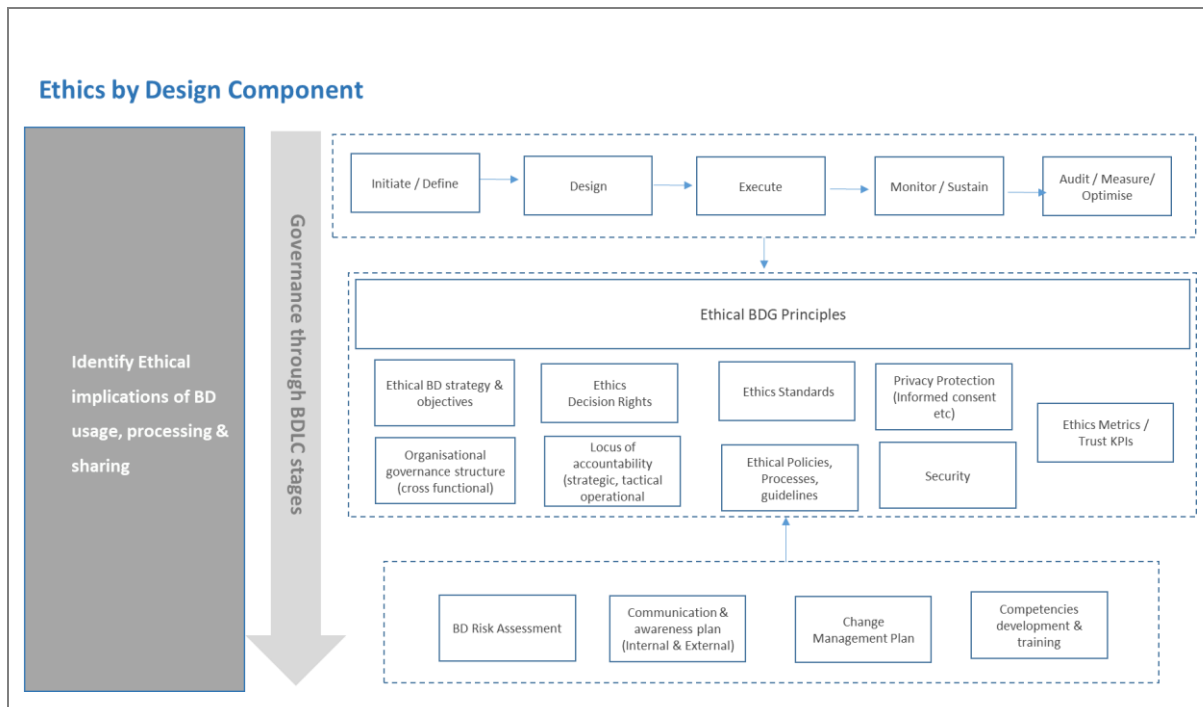 Ethics by Design Component
Identify Ethical
implications of BD
usage, processing &
sharing
Governance through BDLC stages
Initiate / Define
Design
Execute
Monitor / Sustain
Audit / Measure/
Optimise
Ethical BDG Principles
Ethical BD strategy &
objectives
Ethics
Decision Rights
Ethics Standards
Privacy Protection
(Informed consent
etc)
Ethics Metrics /
Trust KPIs
Organisational
governance structure
(cross functional)
Locus of
accountability
(strategic, tactical
operational
Ethical Policies,
Processes,
guidelines
Security
BD Risk Assessment
Communication &
awareness plan
(Internal & External)
Change
Management Plan
Competencies
development &
training